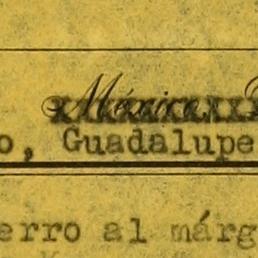 México,
o, Guadalupe
erro al márg